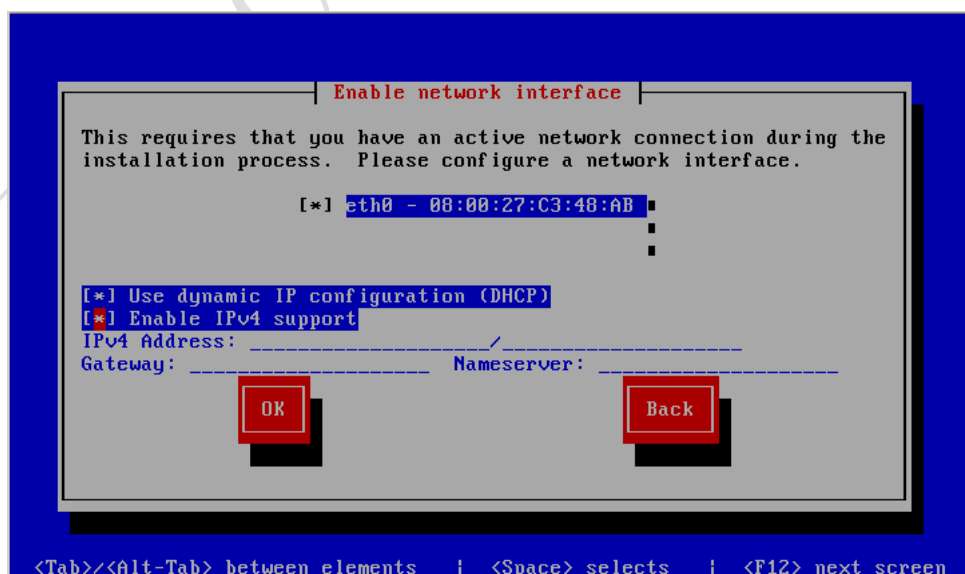 Enable network interface
This requires that you have an active network connection during the
installation process.  Please configure a network interface.
[*] eth0 - 08:00:27:C3:48:AB
[*] Use dynamic IP configuration (DHCP)
[*] Enable IPv4 support
IPv4 Address: ____________________/____________________
Gateway: ____________________  Nameserver: ____________________
OK Back
<Tab>/<Alt-Tab> between elements   |  <Space> selects   |  <F12> next screen